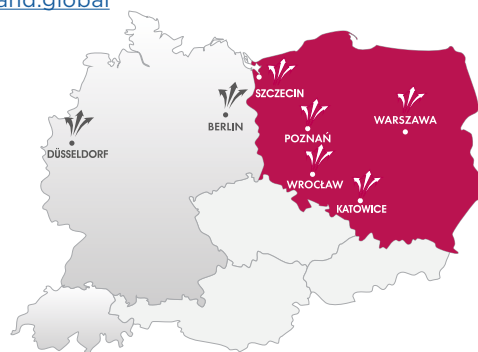 and.global
SZCZECIN
BERLIN
WARSZAWA
POZNAŃ
DÜSSELDORF
WROCŁAW
KATOWICE